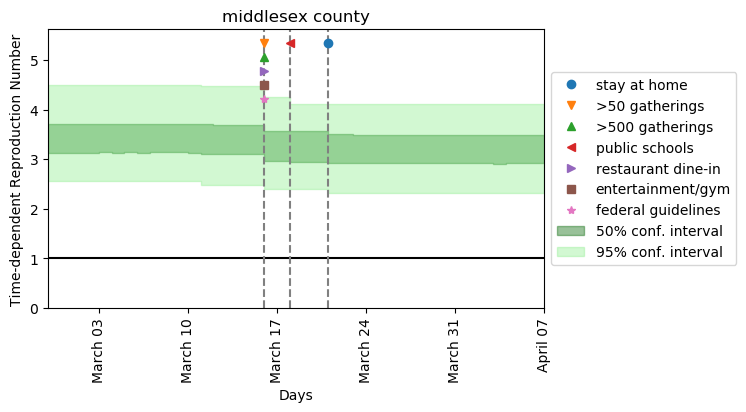 middlesex county
Time-dependent Reproduction Number
5
4
3
2
1
0
March 03
March 10
March 17
March 24
March 31
April 07
Days
stay at home
>50 gatherings
>500 gatherings
public schools
restaurant dine-in
entertainment/gym
federal guidelines
50% conf. interval
95% conf. interval